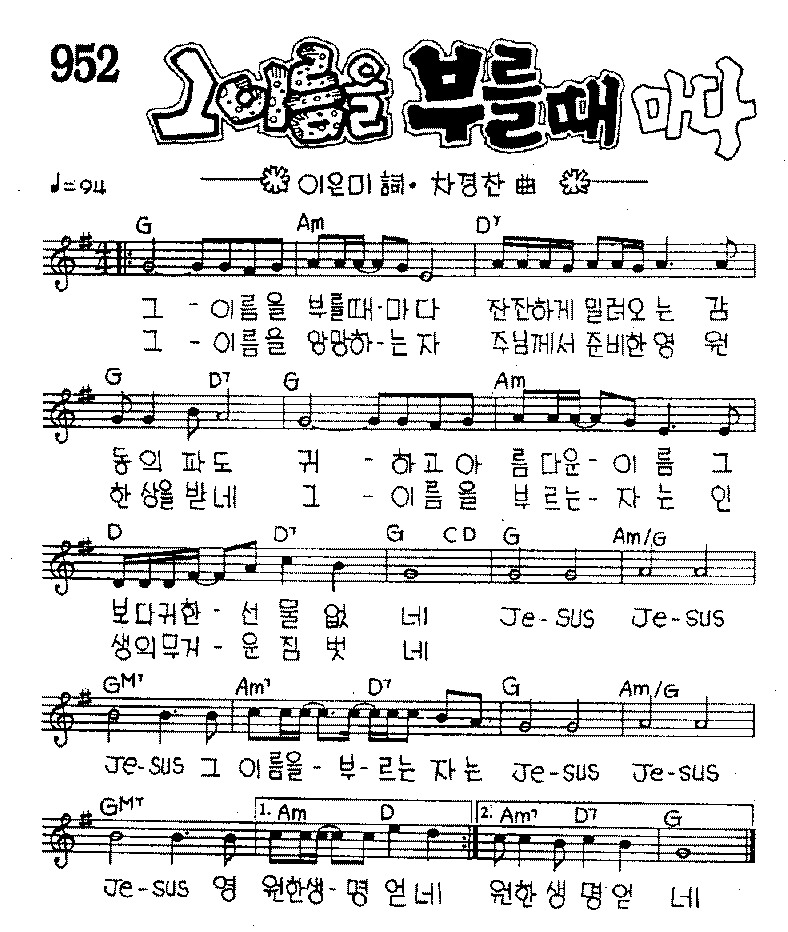 952
그 이름을 부를때 마다
♩=94
이은미 詞· 차경찬 曲
G Am D7
그 - 이름을 부를때·마다 잔잔하게 밀려오는 감
그 - 이름을 앙망하-는자 주님께서 준비한영 원
G D7 G Am
동의 파도 귀 - 하고아 름다운-이름 그
한상을받네 그 - 이름을 부르는-자는 인
D D7 G C D G Am/G
보다귀한- 선 물 없 네 Je-sus Je-sus
생의무거-운 짐 벗 네
GM7 Am7 D7 G Am/G
Je-sus 그 이름을-부-르는 자는 Je-sus Je-sus
GM7 1. Am D 2. Am7 D7 G
Je-sus 영 원한생-명 얻네 원한생명얻 네